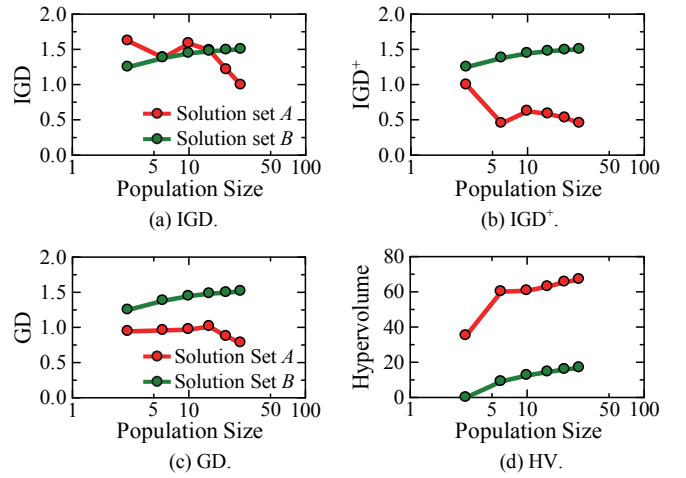 2.0
1.5
1.0
0.5
0.0
IGD
Solution set A
Solution set B
1 5 10 50 100
Population Size
(a) IGD.
2.0
1.5
1.0
0.5
0.0
IGD⁺
1 5 10 50 100
Population Size
(b) IGD⁺.
2.0
1.5
1.0
0.5
0.0
GD
Solution Set A
Solution Set B
1 5 10 50 100
Population Size
(c) GD.
80
60
40
20
0
Hypervolume
1 5 10 50 100
Population Size
(d) HV.